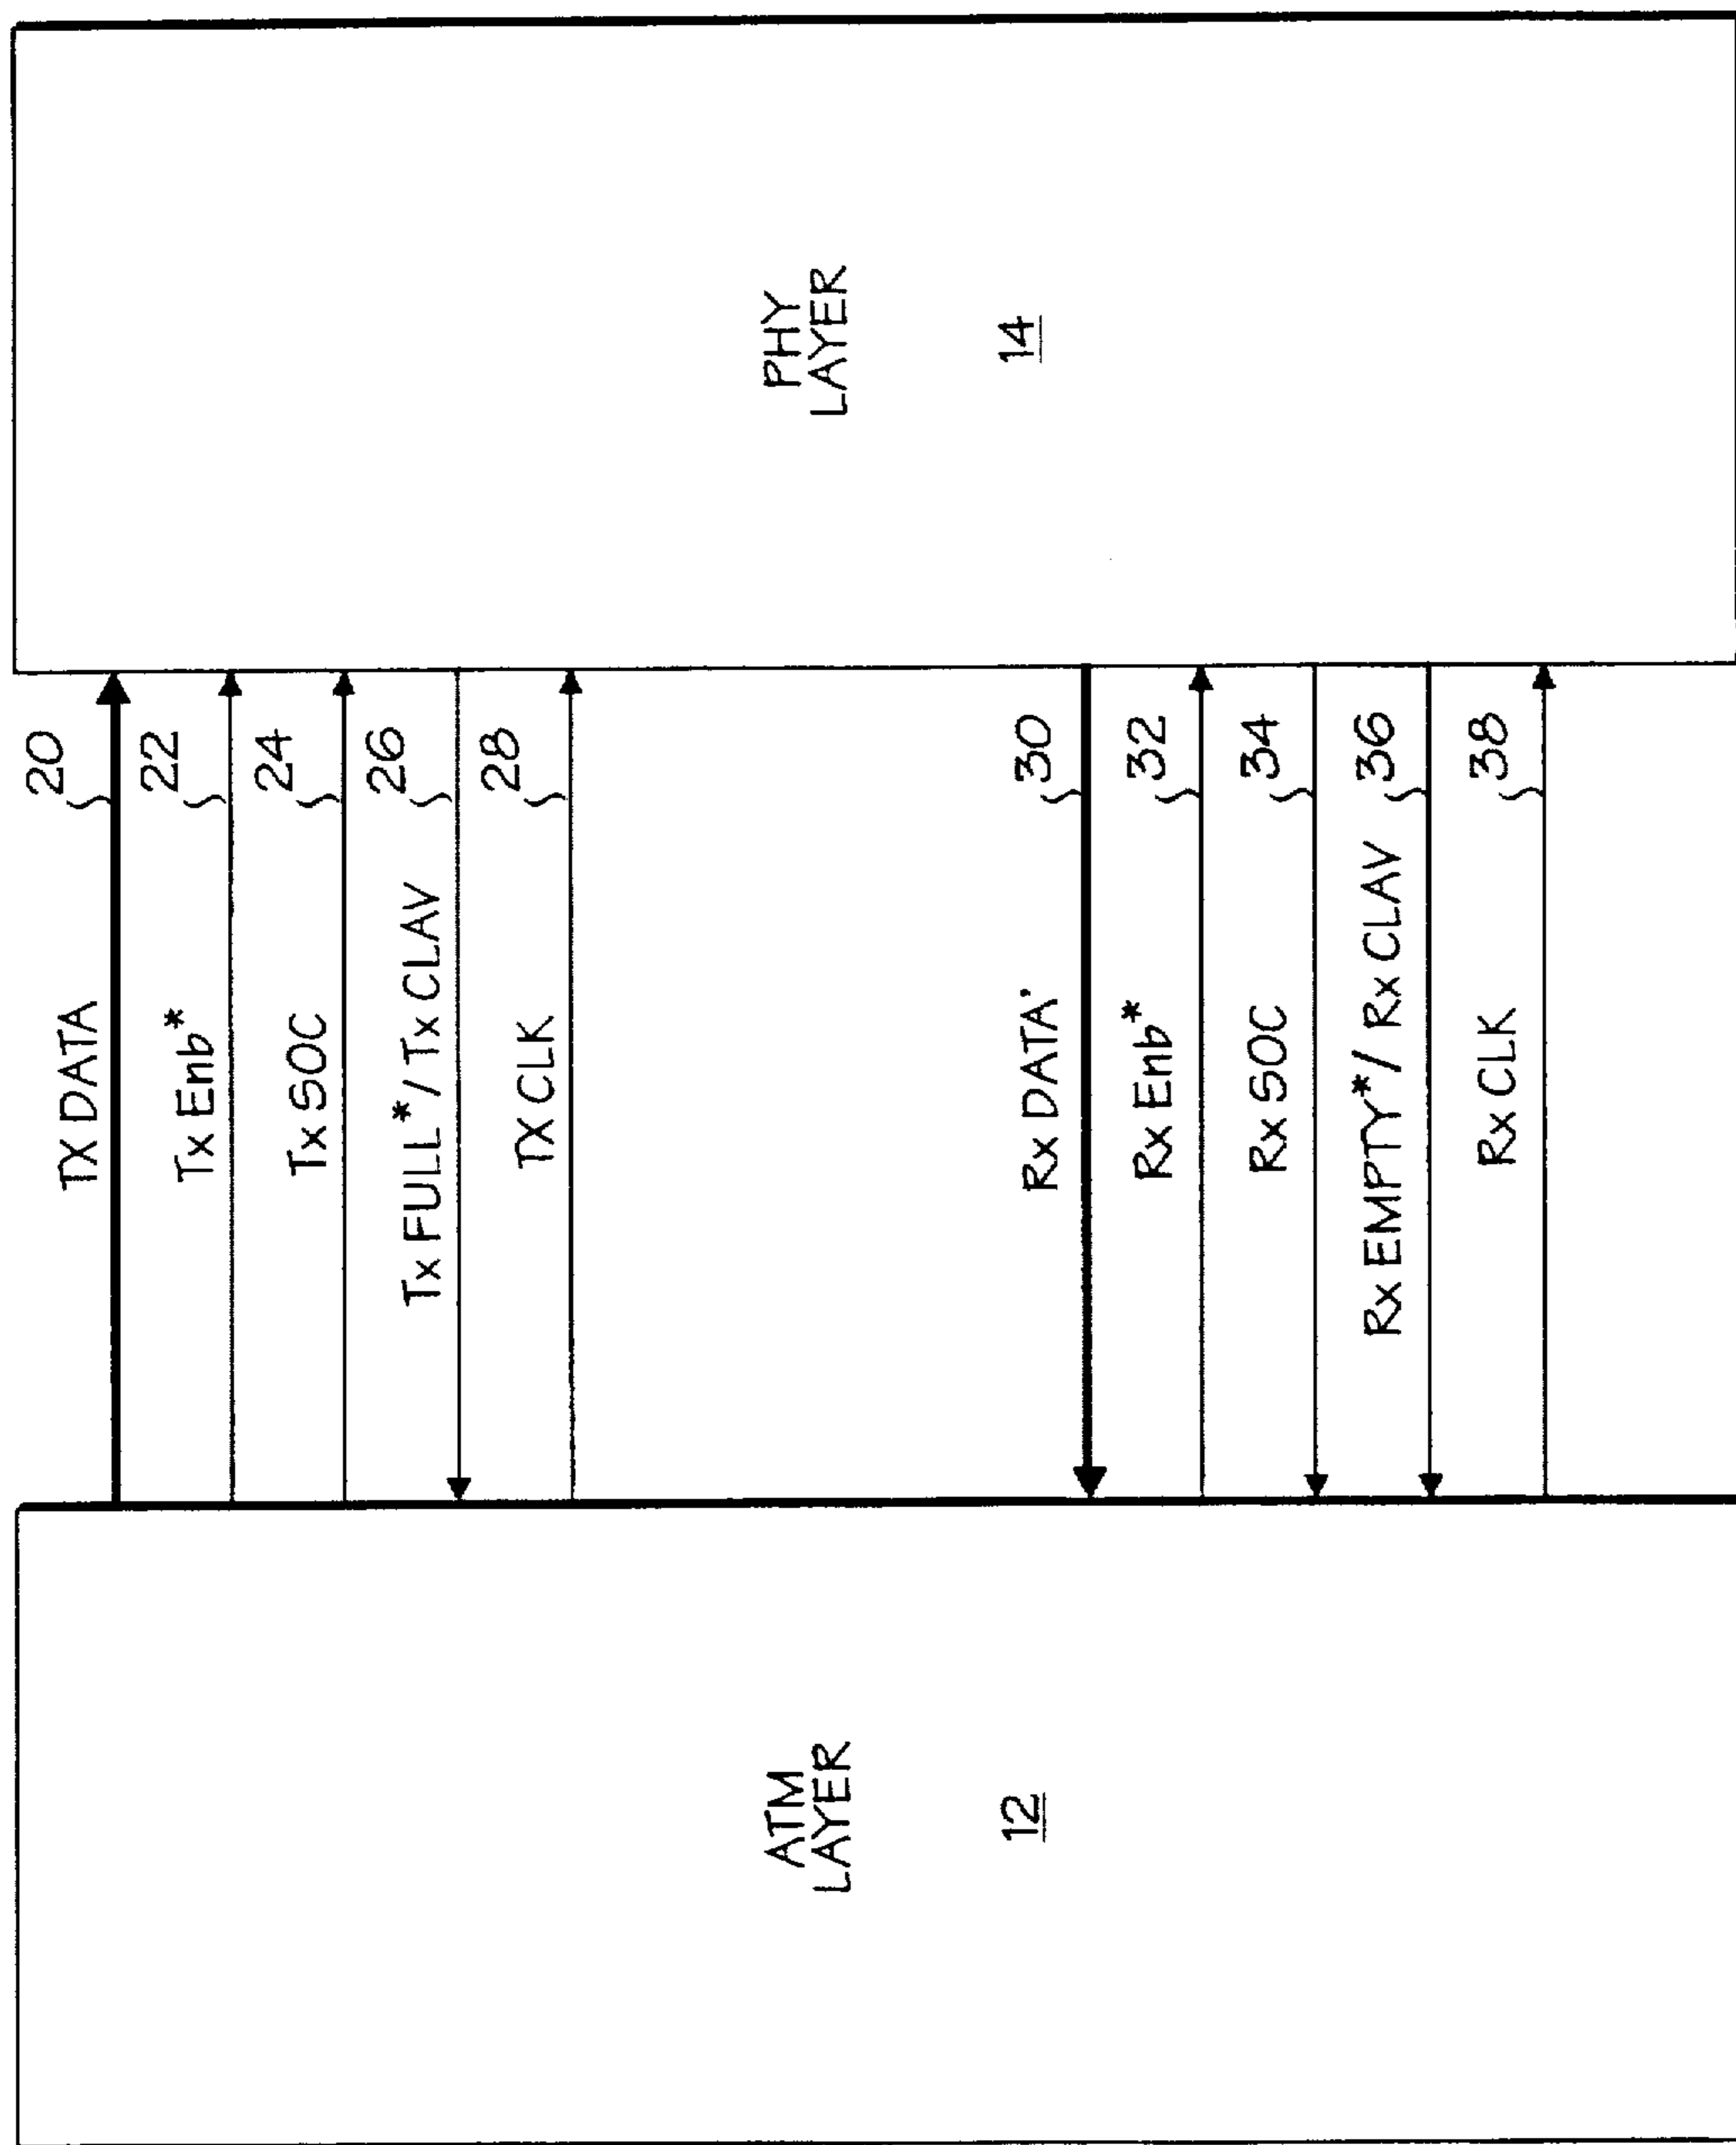 ATM
LAYER
12
PHY
LAYER
14
TX DATA 20
Tx Enb* 22
Tx SOC 24
Tx FULL* / Tx CLAV 26
TX CLK 28
Rx DATA 30
Rx Enb* 32
Rx SOC 34
Rx EMPTY* / Rx CLAV 36
Rx CLK 38